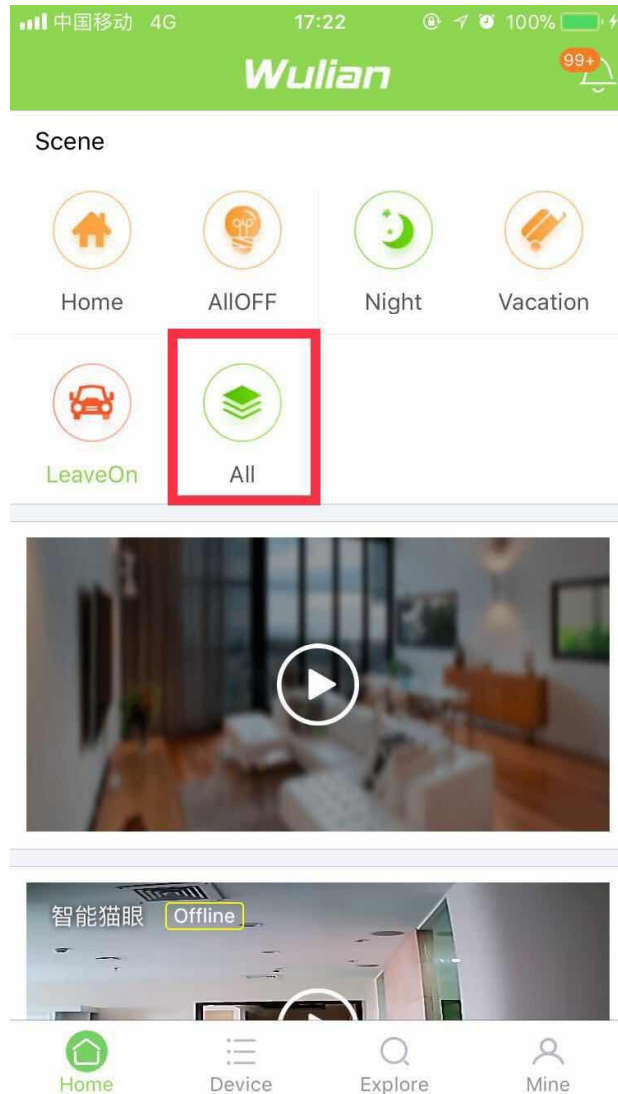 中国移动 4G 17:22 100%
Wulian 99+
Scene
Home AllOFF Night Vacation
LeaveOn All
智能猫眼 Offline
Home Device Explore Mine